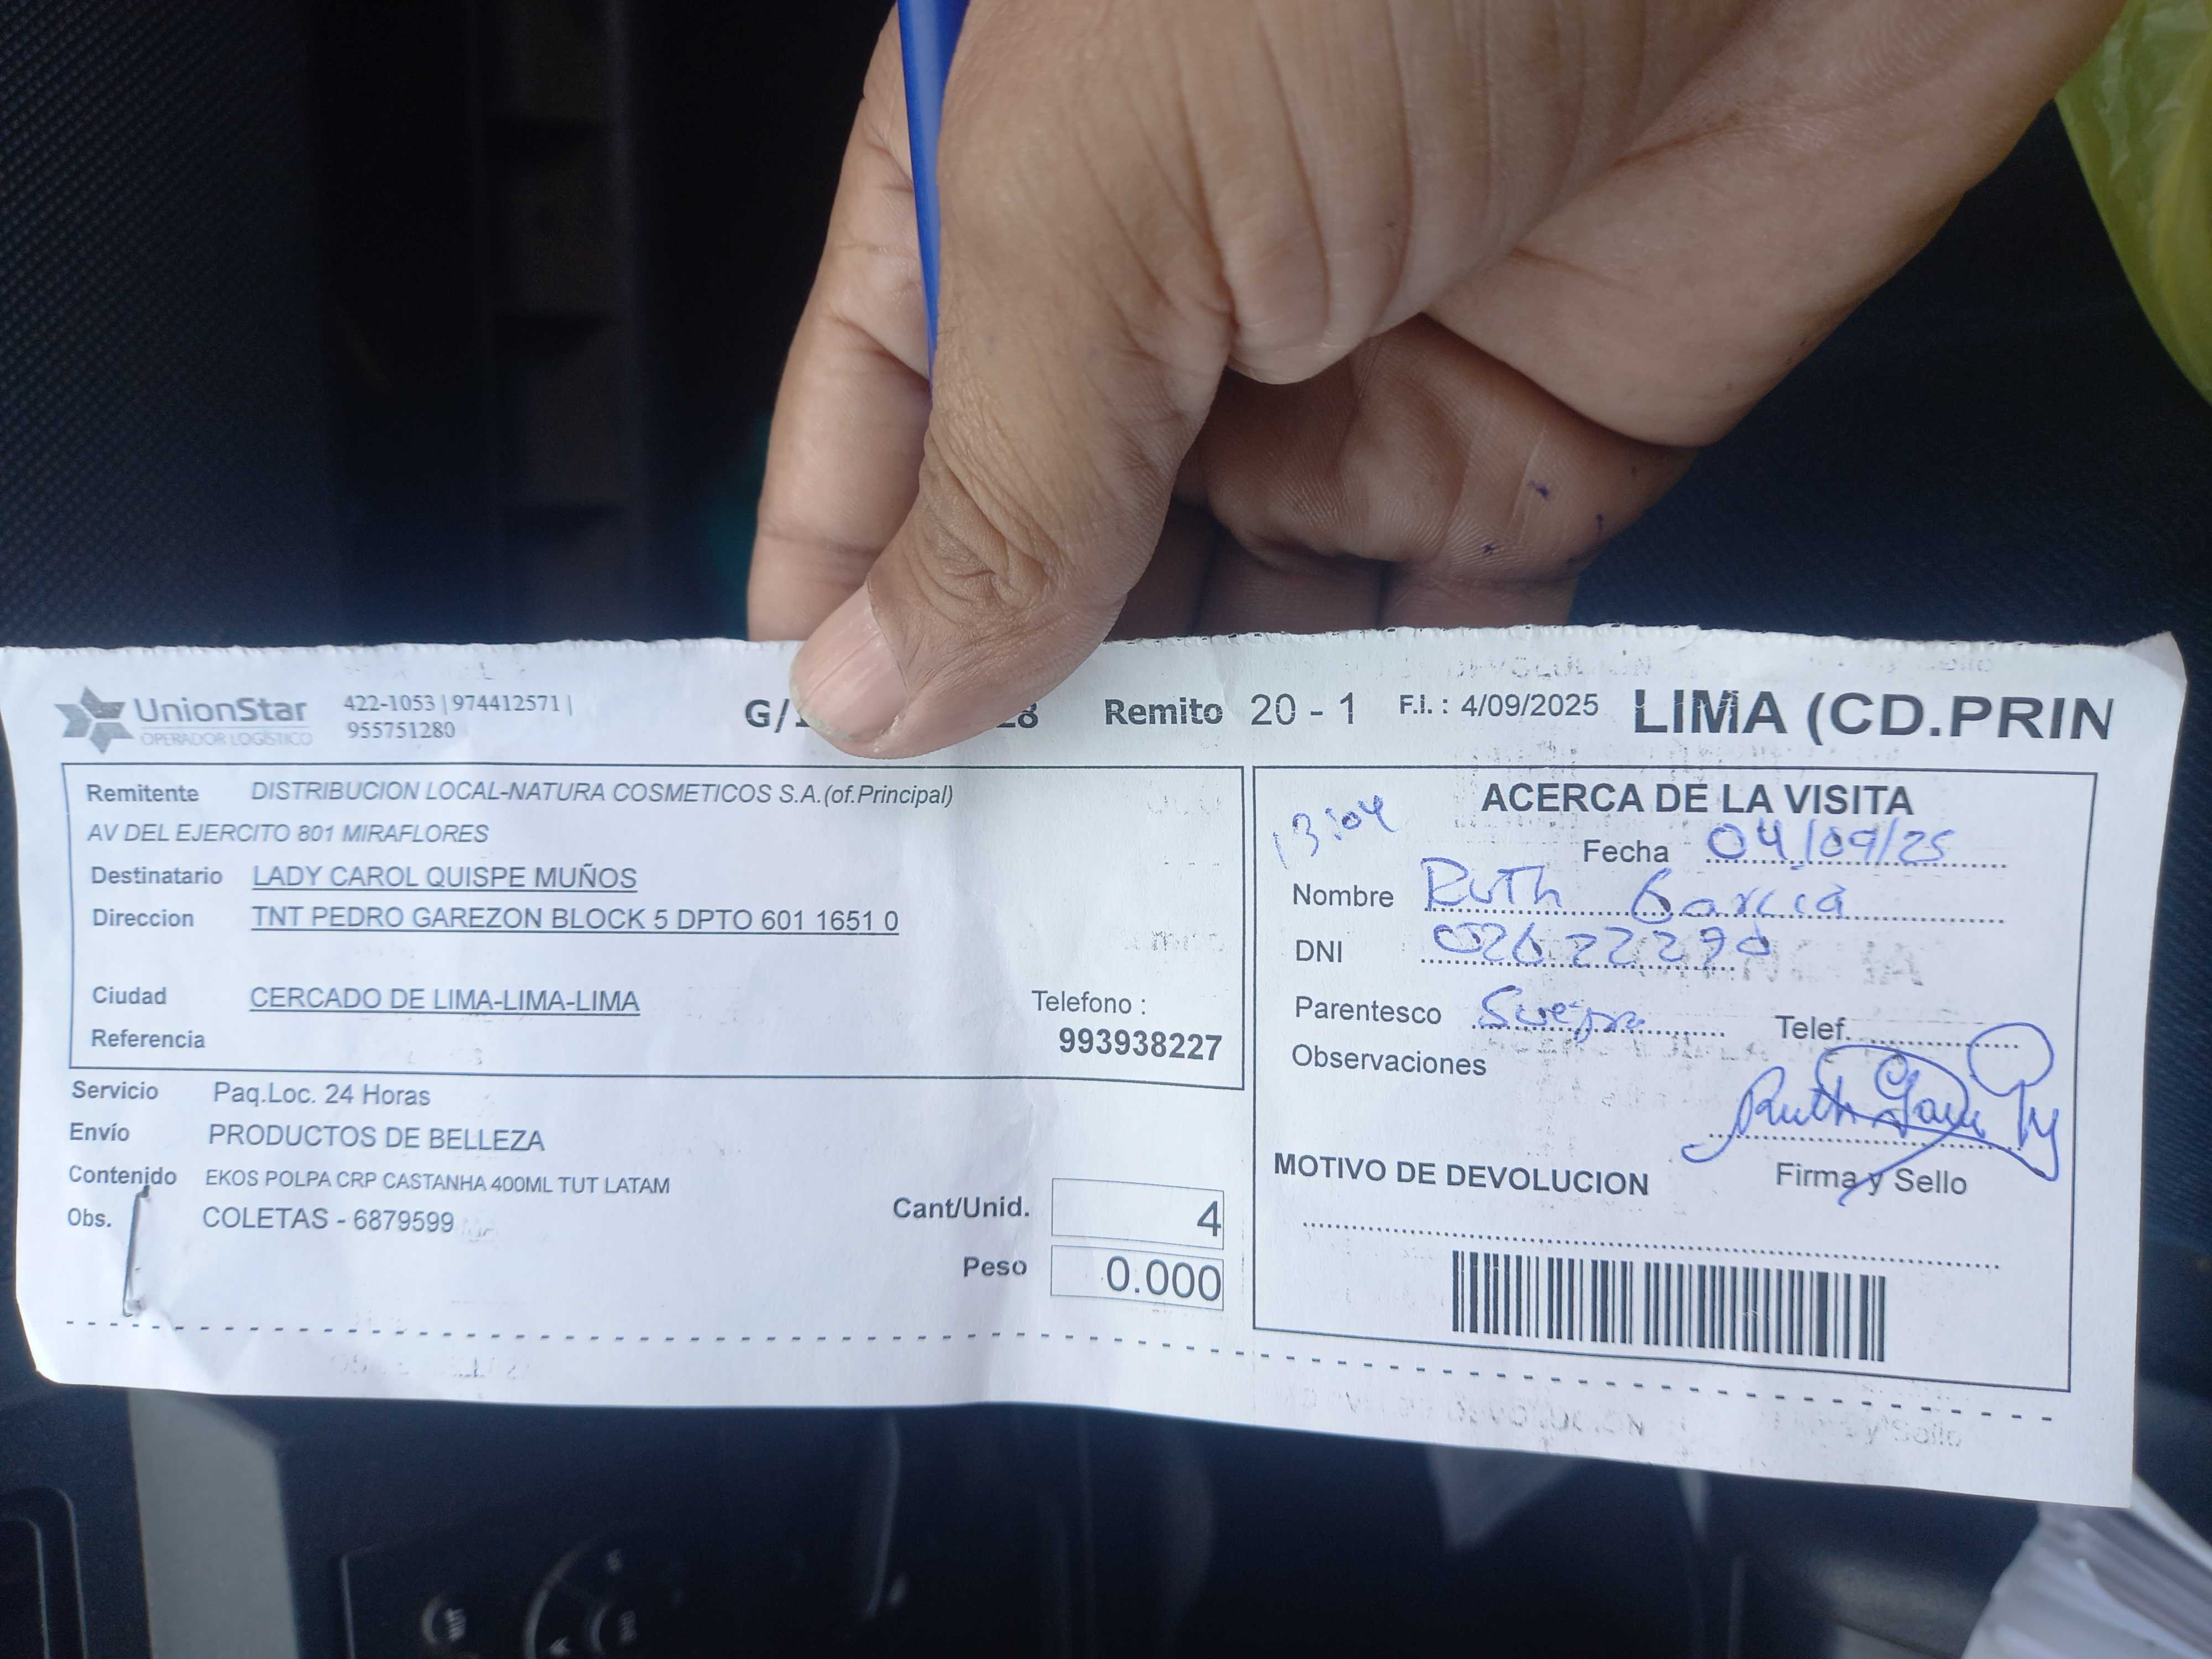 UnionStar
OPERADOR LOGÍSTICO
422-1053 | 974412571 |
955751280
G/ 28 Remito 20 - 1 F.I. : 4/09/2025 LIMA (CD.PRIN
Remitente DISTRIBUCION LOCAL-NATURA COSMETICOS S.A.(of.Principal)
AV DEL EJERCITO 801 MIRAFLORES
Destinatario LADY CAROL QUISPE MUÑOS
Direccion TNT PEDRO GAREZON BLOCK 5 DPTO 601 1651 0
Ciudad CERCADO DE LIMA-LIMA-LIMA
Telefono :
Referencia
993938227
Servicio Paq.Loc. 24 Horas
Envío PRODUCTOS DE BELLEZA
Contenido EKOS POLPA CRP CASTANHA 400ML TUT LATAM
Obs. COLETAS - 6879599
Cant/Unid. 4
Peso 0.000
ACERCA DE LA VISITA
13:04
Fecha 04/09/25
Nombre Ruth Garcia
DNI
Parentesco Suegra Telef.
Observaciones
Ruth
Firma y Sello
MOTIVO DE DEVOLUCION